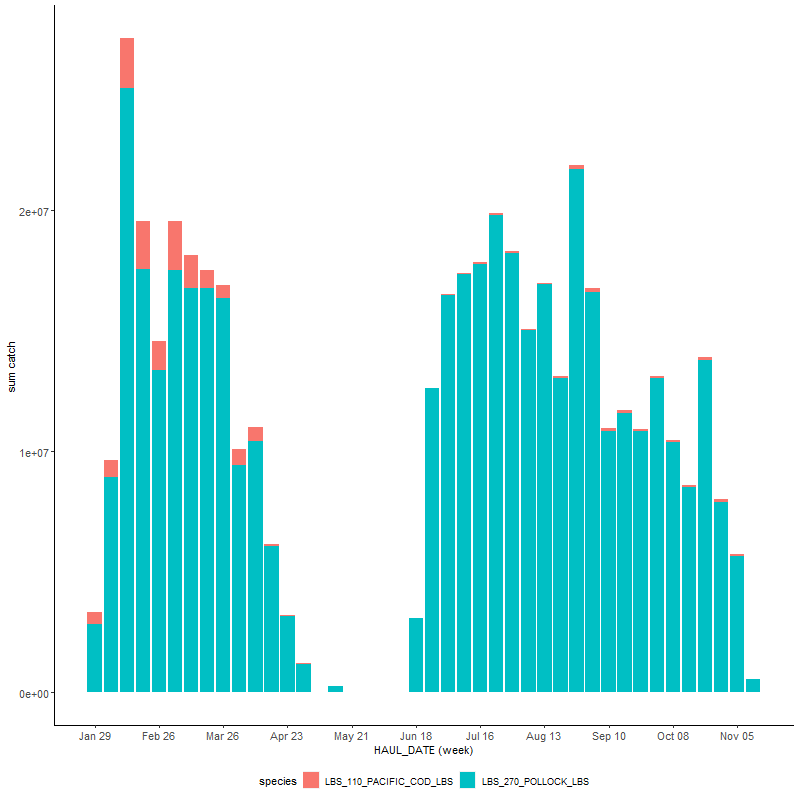 sum catch
2e+07
1e+07
0e+00
Jan 29 Feb 26 Mar 26 Apr 23 May 21 Jun 18 Jul 16 Aug 13 Sep 10 Oct 08 Nov 05
HAUL_DATE (week)
species LBS_110_PACIFIC_COD_LBS LBS_270_POLLOCK_LBS